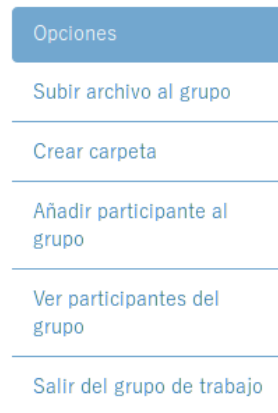 Opciones
Subir archivo al grupo
Crear carpeta
Añadir participante al
grupo
Ver participantes del
grupo
Salir del grupo de trabajo